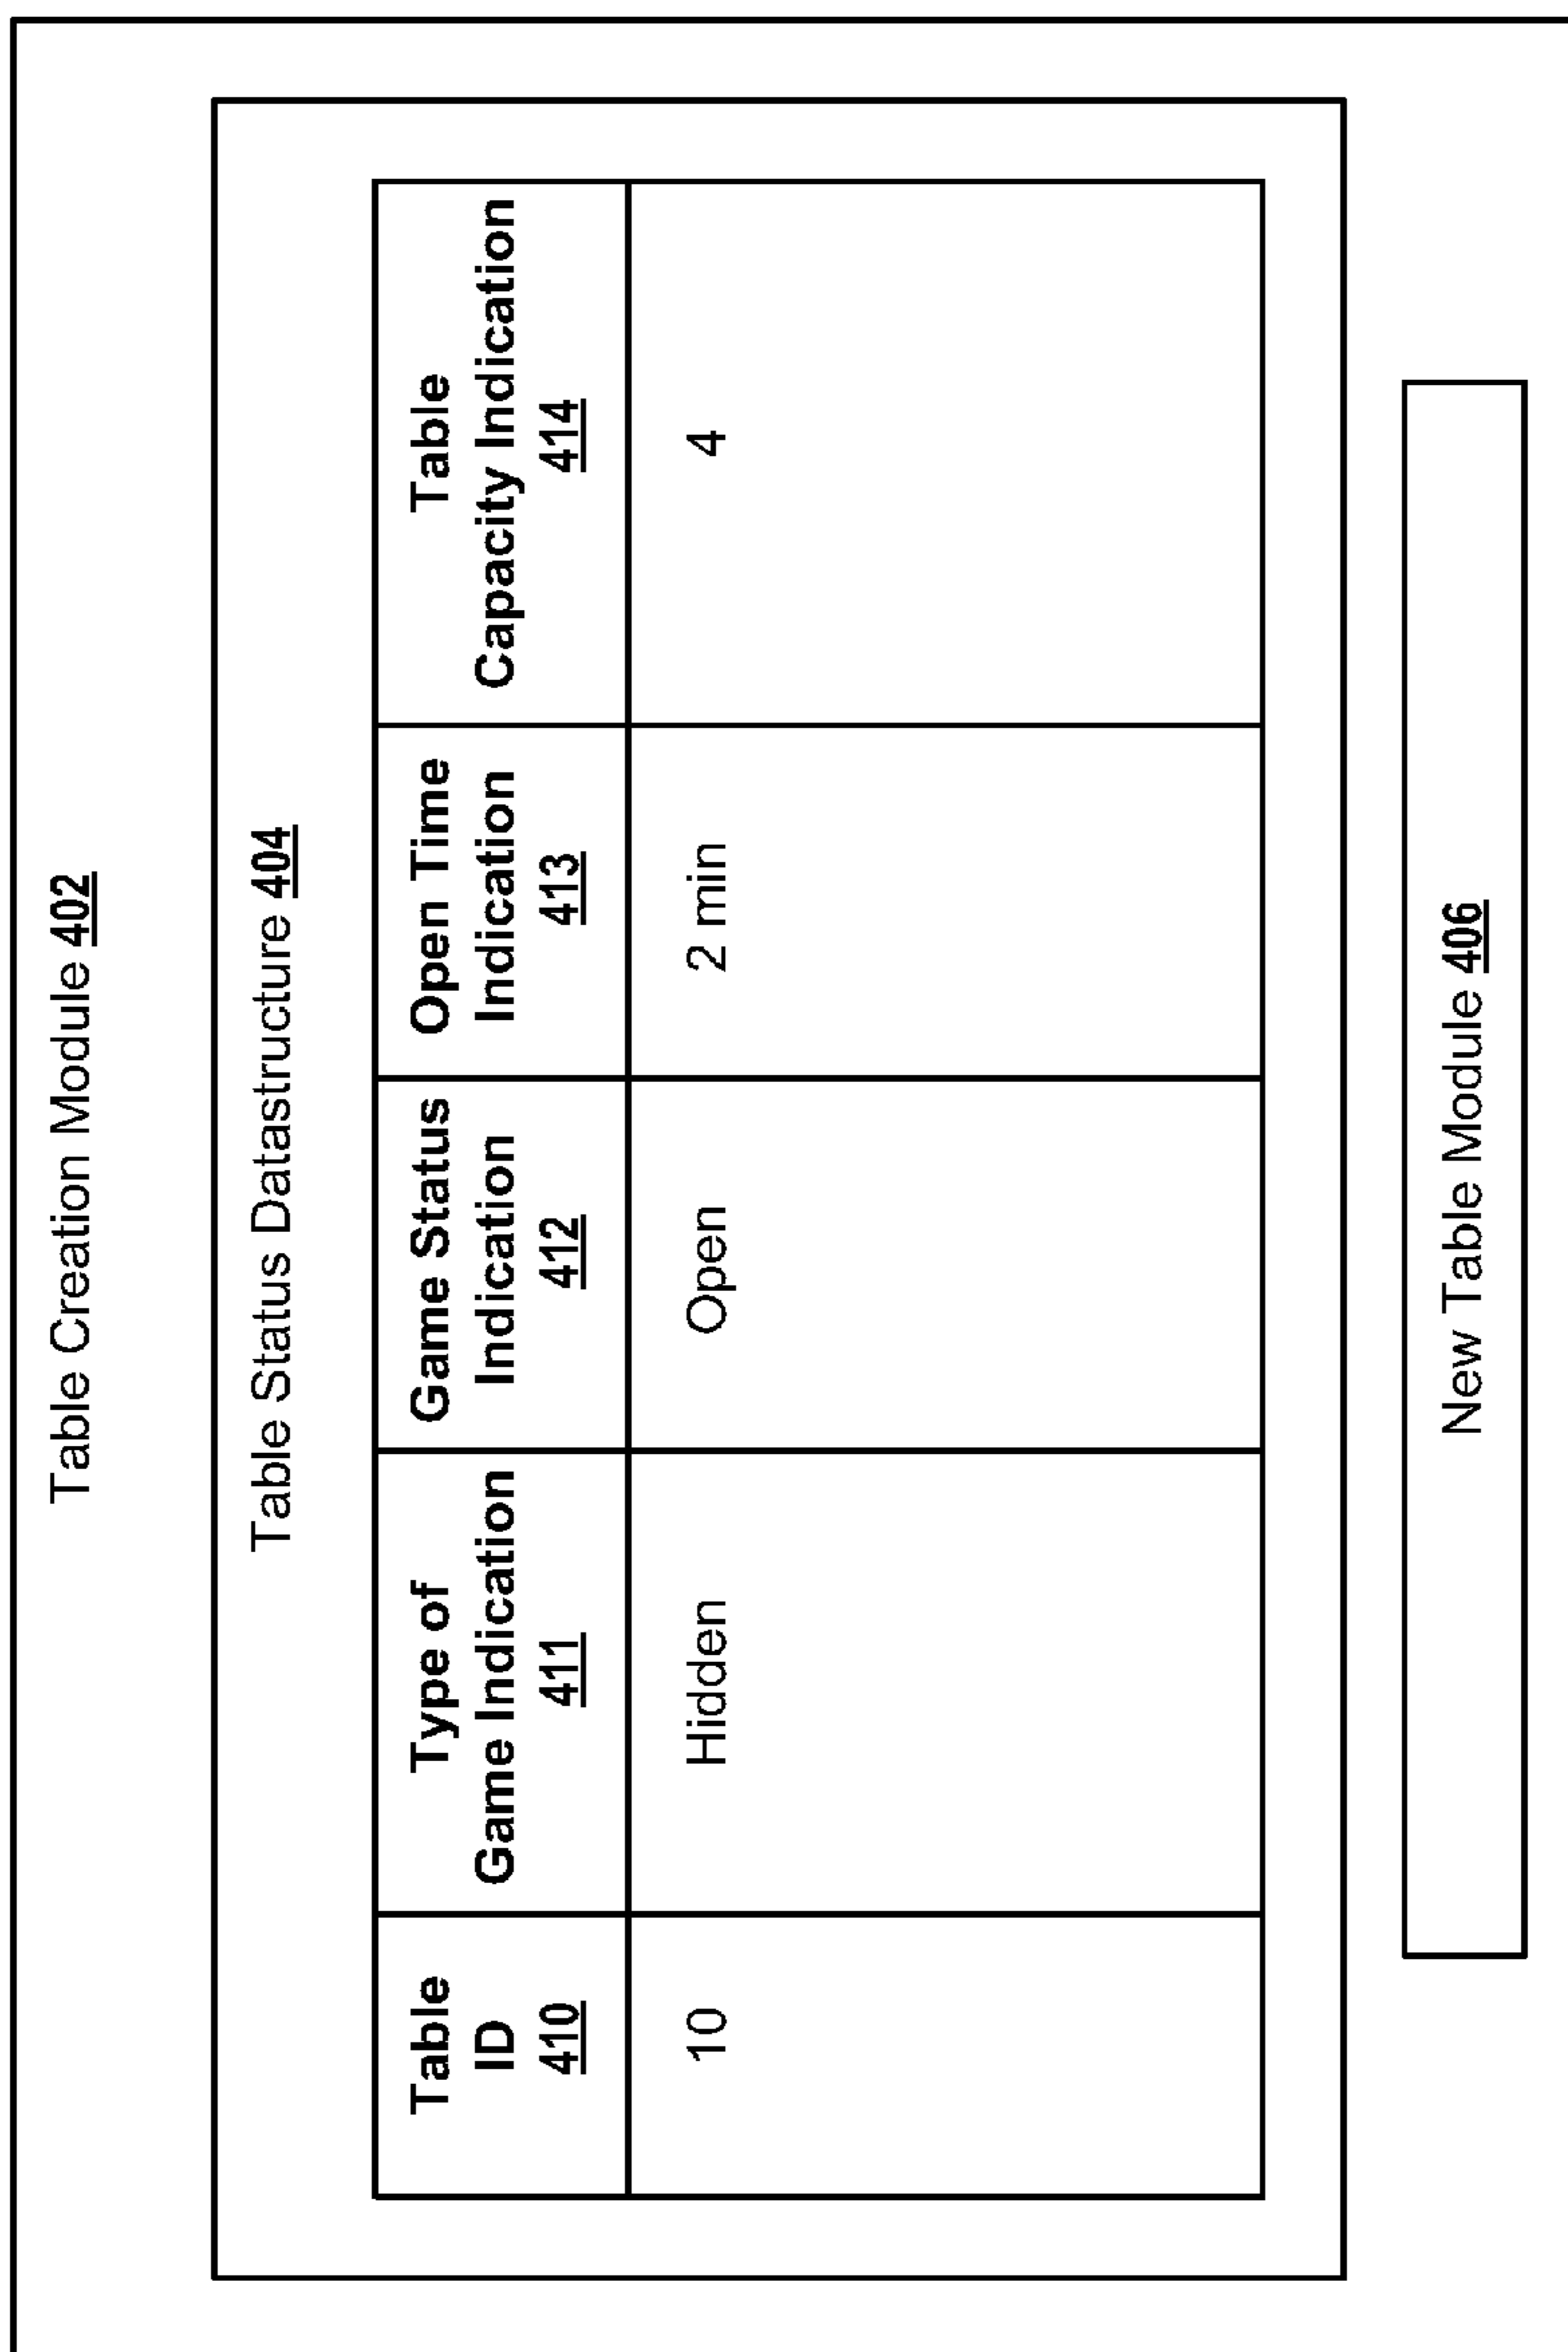 Table Creation Module 402
Table Status Datastructure 404
Table
ID
410
Type of
Game Indication
411
Game Status
Indication
412
Open Time
Indication
413
Table
Capacity Indication
414
10
Hidden
Open
2 min
4
New Table Module 406